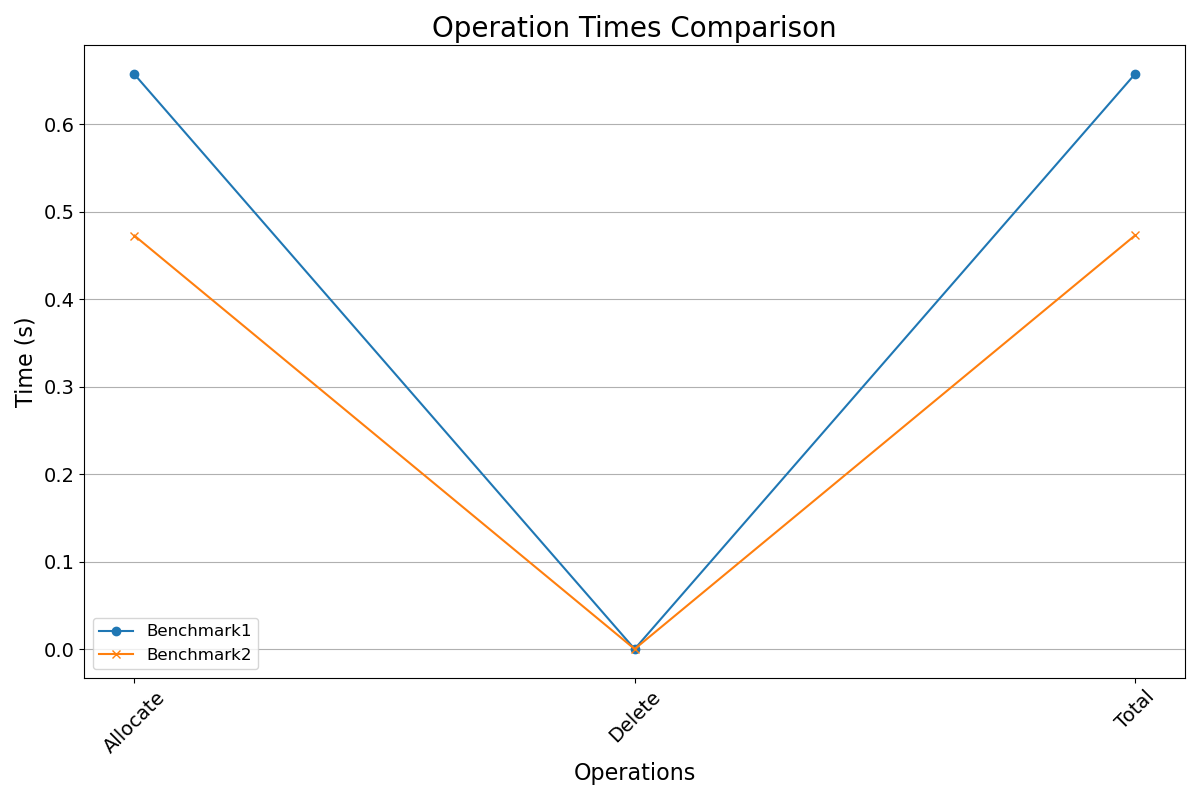 Operation Times Comparison
Time (s)
0.6
0.5
0.4
0.3
0.2
0.1
0.0
Benchmark1
Benchmark2
Allocate
Delete
Total
Operations